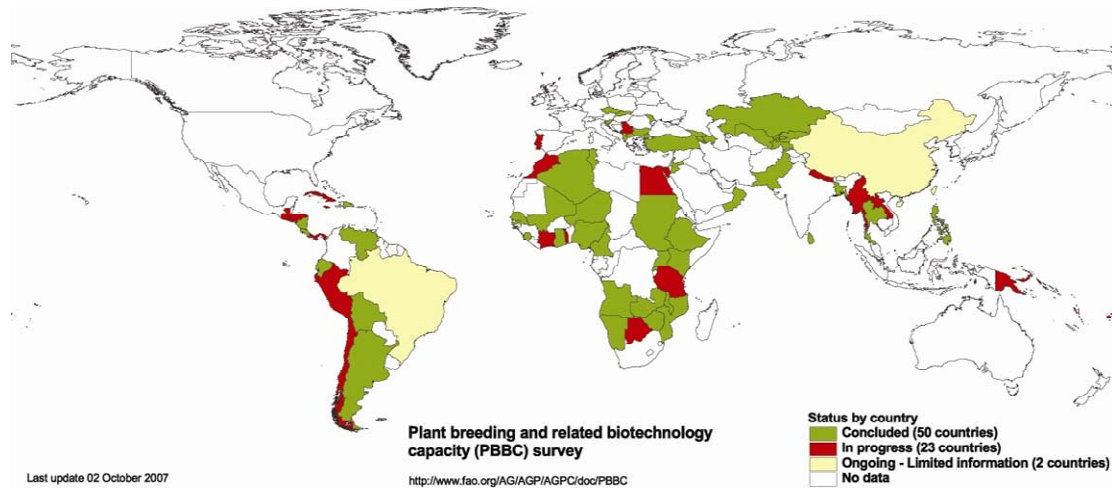 Plant breeding and related biotechnology
capacity (PBBC) survey
Last update 02 October 2007
http://www.fao.org/AG/AGP/AGPC/doc/PBBC
Status by country
Concluded (50 countries)
In progress (23 countries)
Ongoing - Limited information (2 countries)
No data